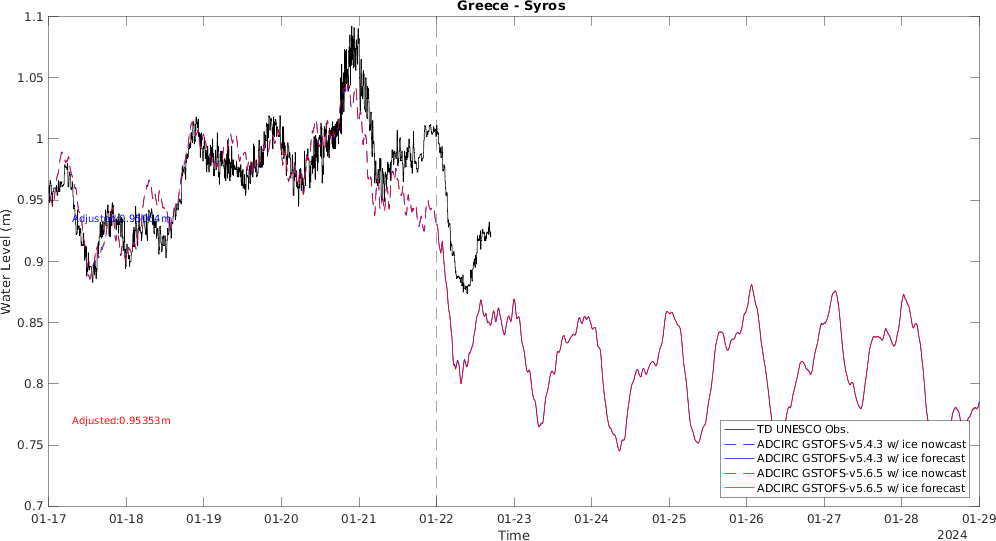 Greece - Syros
1.1
1.05
1
0.95
0.9
0.85
0.8
0.75
0.7
Water Level (m)
Adjusted:0.95353m
TD UNESCO Obs.
ADCIRC GSTOFS-v5.4.3 w/ ice nowcast
ADCIRC GSTOFS-v5.4.3 w/ ice forecast
ADCIRC GSTOFS-v5.6.5 w/ ice nowcast
ADCIRC GSTOFS-v5.6.5 w/ ice forecast
01-17 01-18 01-19 01-20 01-21 01-22 01-23 01-24 01-25 01-26 01-27 01-28 01-29
Time
2024